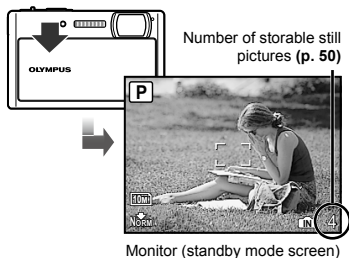 Number of storable still
pictures (p. 50)
OLYMPUS
P
10M
NORM
IN 4
Monitor (standby mode screen)